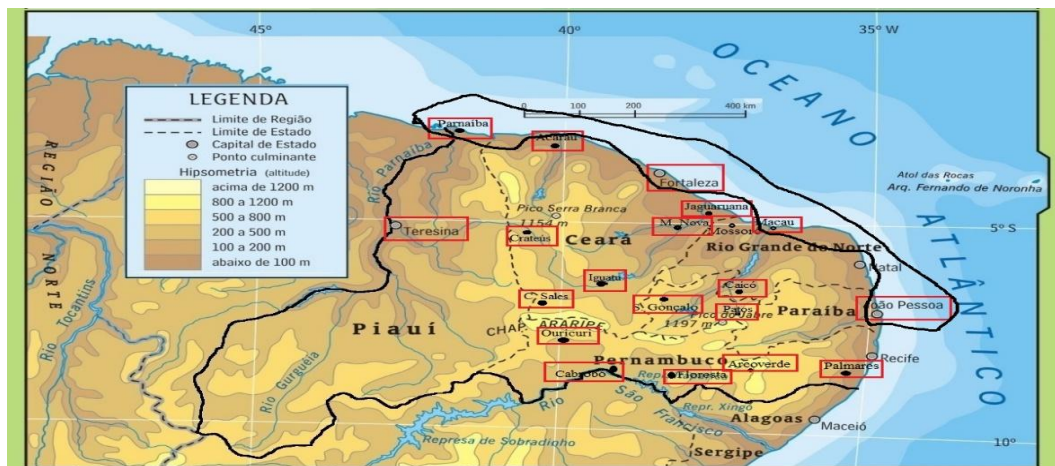 45°
40°
35° W
OCEANO
ATLÂNTICO
0 100 200 400 km
LEGENDA
Limite de Região
Limite de Estado
Capital de Estado
Ponto culminante
Hipsometria (altitude)
acima de 1200 m
800 a 1200 m
500 a 800 m
200 a 500 m
100 a 200 m
abaixo de 100 m
REGIÃO NORTE
Rio Tocantins
Parnaíba
Acaraú
Rio Parnaíba
Fortaleza
Atol das Rocas
Arq. Fernando de Noronha
Jaguaruana
Pico Serra Branca
1154 m
Teresina
Crateús
Ceará
M. Nova
Mossoró
Macau
5° S
Rio Grande do Norte
Natal
Iguatu
Caicó
C. Sales
Sª. Gonçalo
Patos
Pico do Jabre
1197 m
Paraíba
João Pessoa
Piauí
CHAP. ARARIPE
Ouricuri
Pernambuco
Recife
Rio Gurguéia
Cabrobó
Floresta
Arcoverde
Palmares
Rio São Francisco
Repr. Xingó
Alagoas
Maceió
Represa de Sobradinho
Sergipe
10°